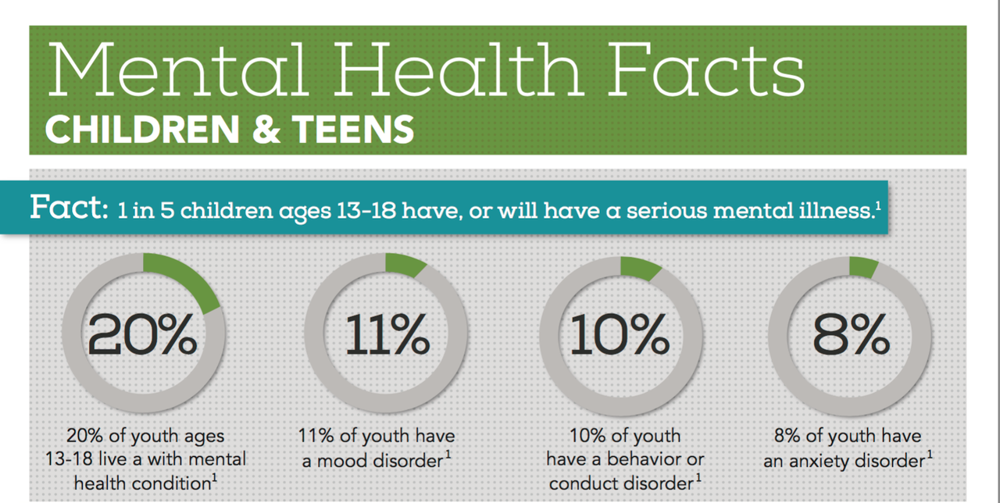 Mental Health Facts
CHILDREN & TEENS
Fact: 1 in 5 children ages 13-18 have, or will have a serious mental illness.1
20%
11%
10%
8%
20% of youth ages
13-18 live a with mental
health condition1
11% of youth have
a mood disorder1
10% of youth
have a behavior or
conduct disorder1
8% of youth have
an anxiety disorder1